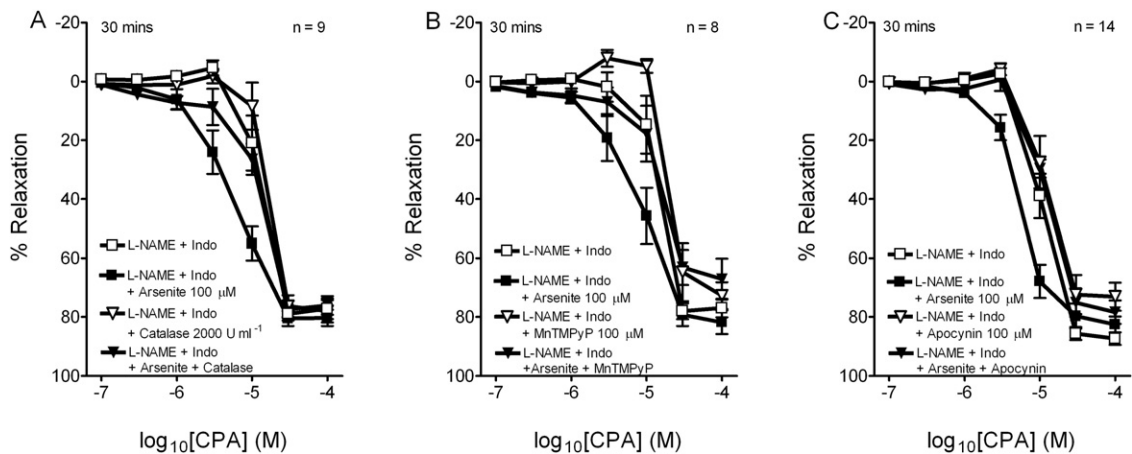 A
30 mins
n = 9
-20
0
20
40
60
80
100
% Relaxation
L-NAME + Indo
L-NAME + Indo
+ Arsenite 100 μM
L-NAME + Indo
+ Catalase 2000 U ml⁻¹
L-NAME + Indo
+ Arsenite + Catalase
-7
-6
-5
-4
log₁₀[CPA] (M)
B
30 mins
n = 8
-20
0
20
40
60
80
100
% Relaxation
L-NAME + Indo
L-NAME + Indo
+ Arsenite 100 μM
L-NAME + Indo
+ MnTMPyP 100 μM
L-NAME + Indo
+Arsenite + MnTMPyP
-7
-6
-5
-4
log₁₀[CPA] (M)
C
30 mins
n = 14
-20
0
20
40
60
80
100
% Relaxation
L-NAME + Indo
L-NAME + Indo
+ Arsenite 100 μM
L-NAME + Indo
+ Apocynin 100 μM
L-NAME + Indo
+ Arsenite + Apocynin
-7
-6
-5
-4
log₁₀[CPA] (M)